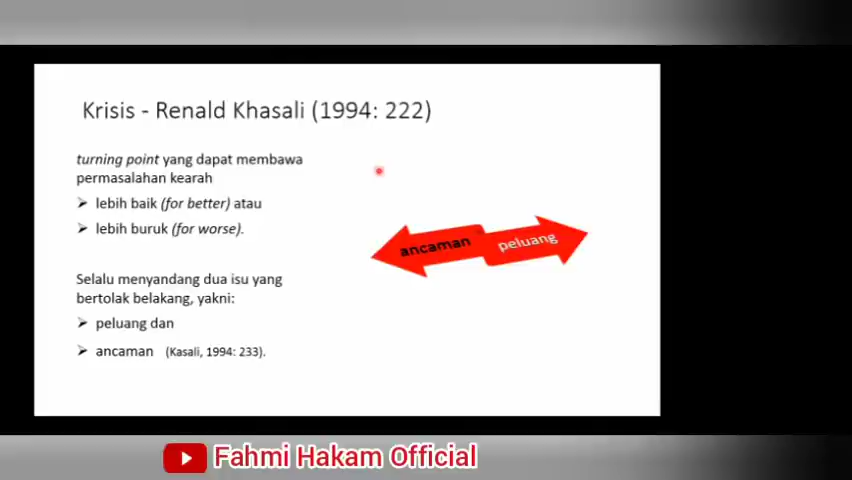 Krisis - Renald Khasali (1994: 222)
turning point yang dapat membawa
permasalahan kearah
➢ lebih baik (for better) atau
➢ lebih buruk (for worse).
Selalu menyandang dua isu yang
bertolak belakang, yakni:
➢ peluang dan
➢ ancaman (Kasali, 1994: 233).
ancaman
peluang
Fahmi Hakam Official